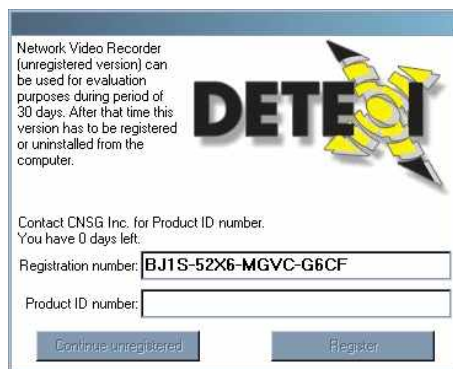 Network Video Recorder
(unregistered version) can
be used for evaluation
purposes during period of
30 days. After that time this
version has to be registered
or uninstalled from the
computer.
DETEXI
Contact CNSG Inc. for Product ID number.
You have 0 days left.
Registration number: BJ1S-52X6-MGVC-G6CF
Product ID number:
Continue unregistered Register